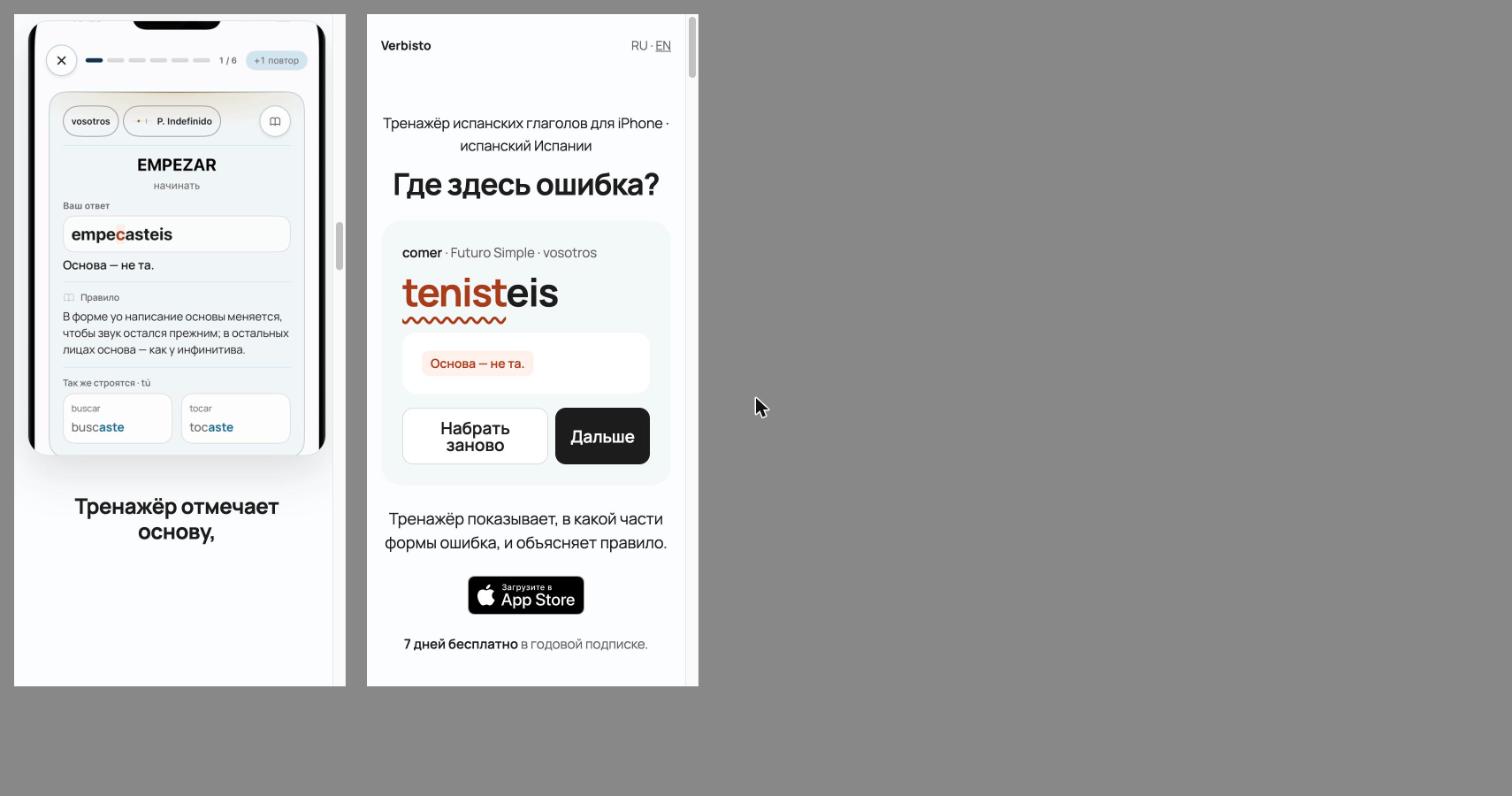 1 / 6
+1 повтор
vosotros
P. Indefinido
EMPEZAR
начинать
Ваш ответ
empecasteis
Основа — не та.
Правило
В форме yo написание основы меняется,
чтобы звук остался прежним; в остальных
лицах основа — как у инфинитива.
Так же строятся · tú
buscar
buscaste
tocar
tocaste
Тренажёр отмечает
основу,
Verbisto
RU · EN
Тренажёр испанских глаголов для iPhone ·
испанский Испании
Где здесь ошибка?
comer · Futuro Simple · vosotros
tenisteis
Основа — не та.
Набрать
заново
Дальше
Тренажёр показывает, в какой части
формы ошибка, и объясняет правило.
Загрузите в
App Store
7 дней бесплатно в годовой подписке.